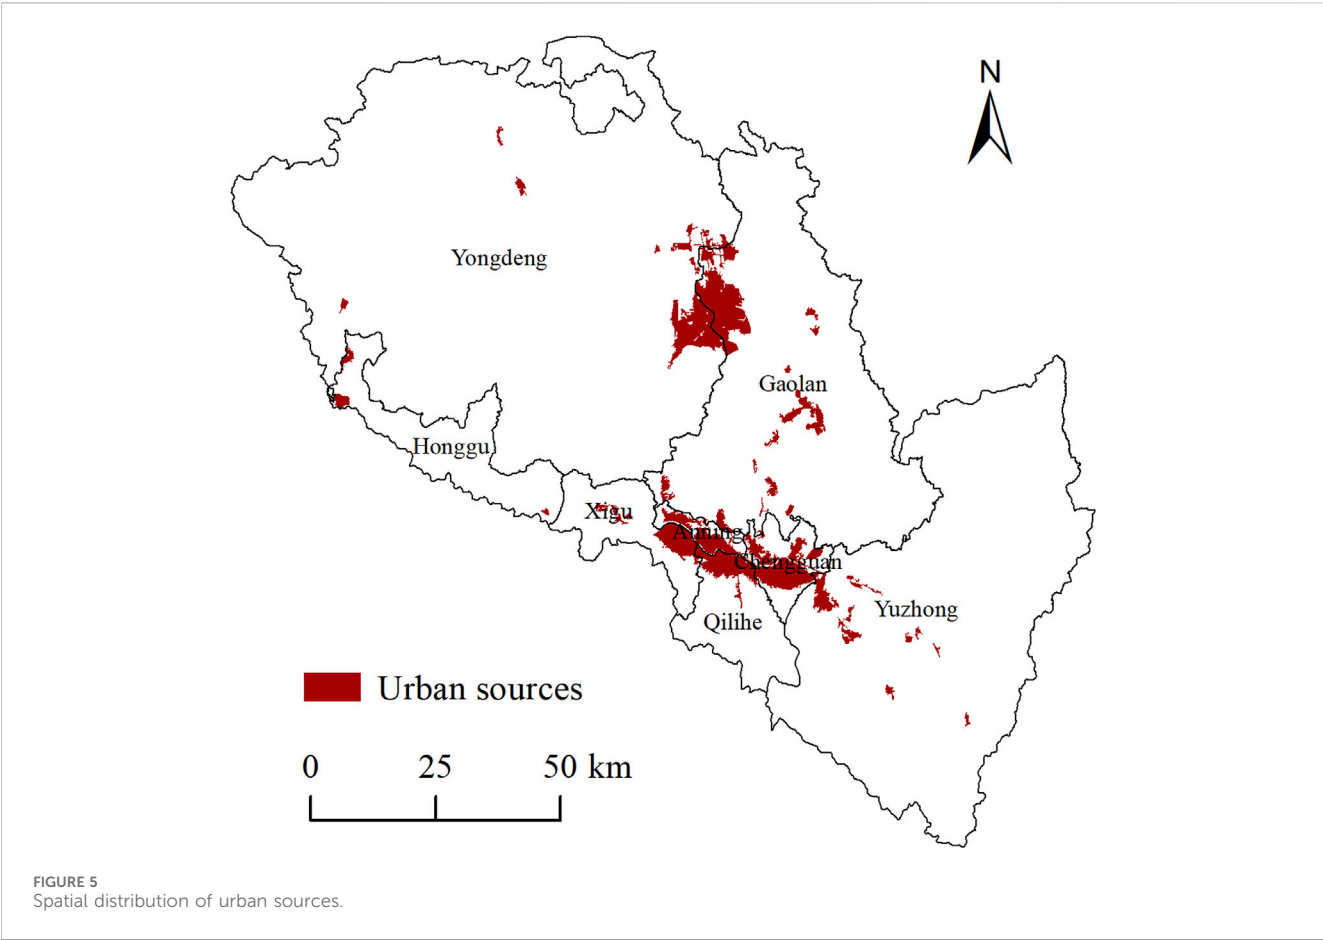 N
Yongdeng
Gaolan
Honggu
Xigu
Anning
Chengguan
Yuzhong
Qilihe
Urban sources
0 25 50 km
FIGURE 5
Spatial distribution of urban sources.